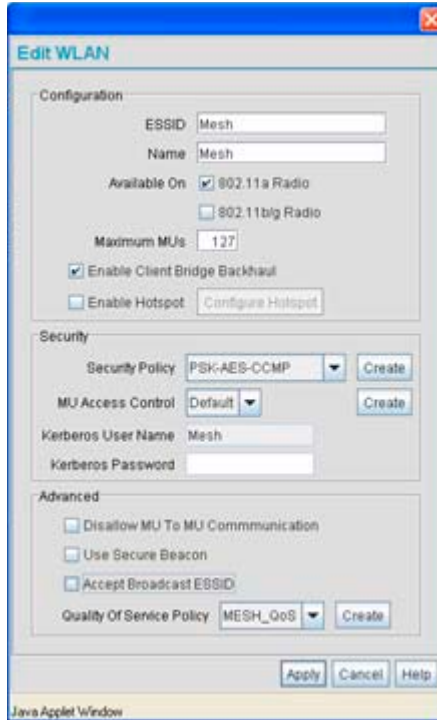 Edit WLAN
Configuration
ESSID Mesh
Name Mesh
Available On 802.11a Radio
802.11b/g Radio
Maximum MUs 127
Enable Client Bridge Backhaul
Enable Hotspot Configure Hotspot
Security
Security Policy PSK-AES-CCMP Create
MU Access Control Default Create
Kerberos User Name Mesh
Kerberos Password
Advanced
Disallow MU To MU Commmunication
Use Secure Beacon
Accept Broadcast ESSID
Quality Of Service Policy MESH_QoS Create
Apply Cancel Help
Java Applet Window